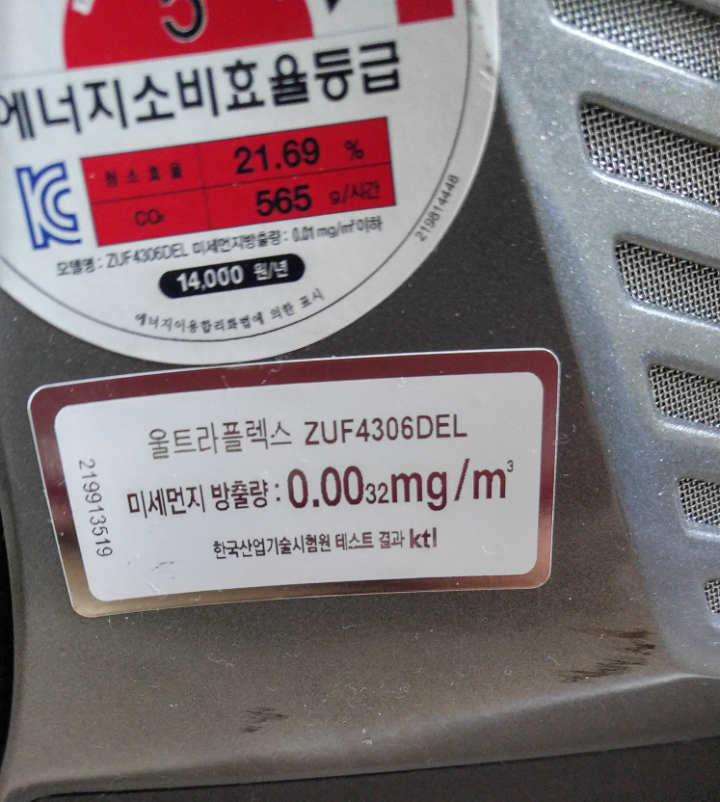 5
에너지소비효율등급
청소효율 21.69 %
CO₂ 565 g/시간
모델명 : ZUF4306DEL 미세먼지방출량 : 0.01 mg/㎥이하
14,000 원/년
에너지이용합리화법에 의한 표시
219814448
울트라플렉스 ZUF4306DEL
미세먼지 방출량 : 0.0032mg/m³
한국산업기술시험원 테스트 결과 ktl
219913519